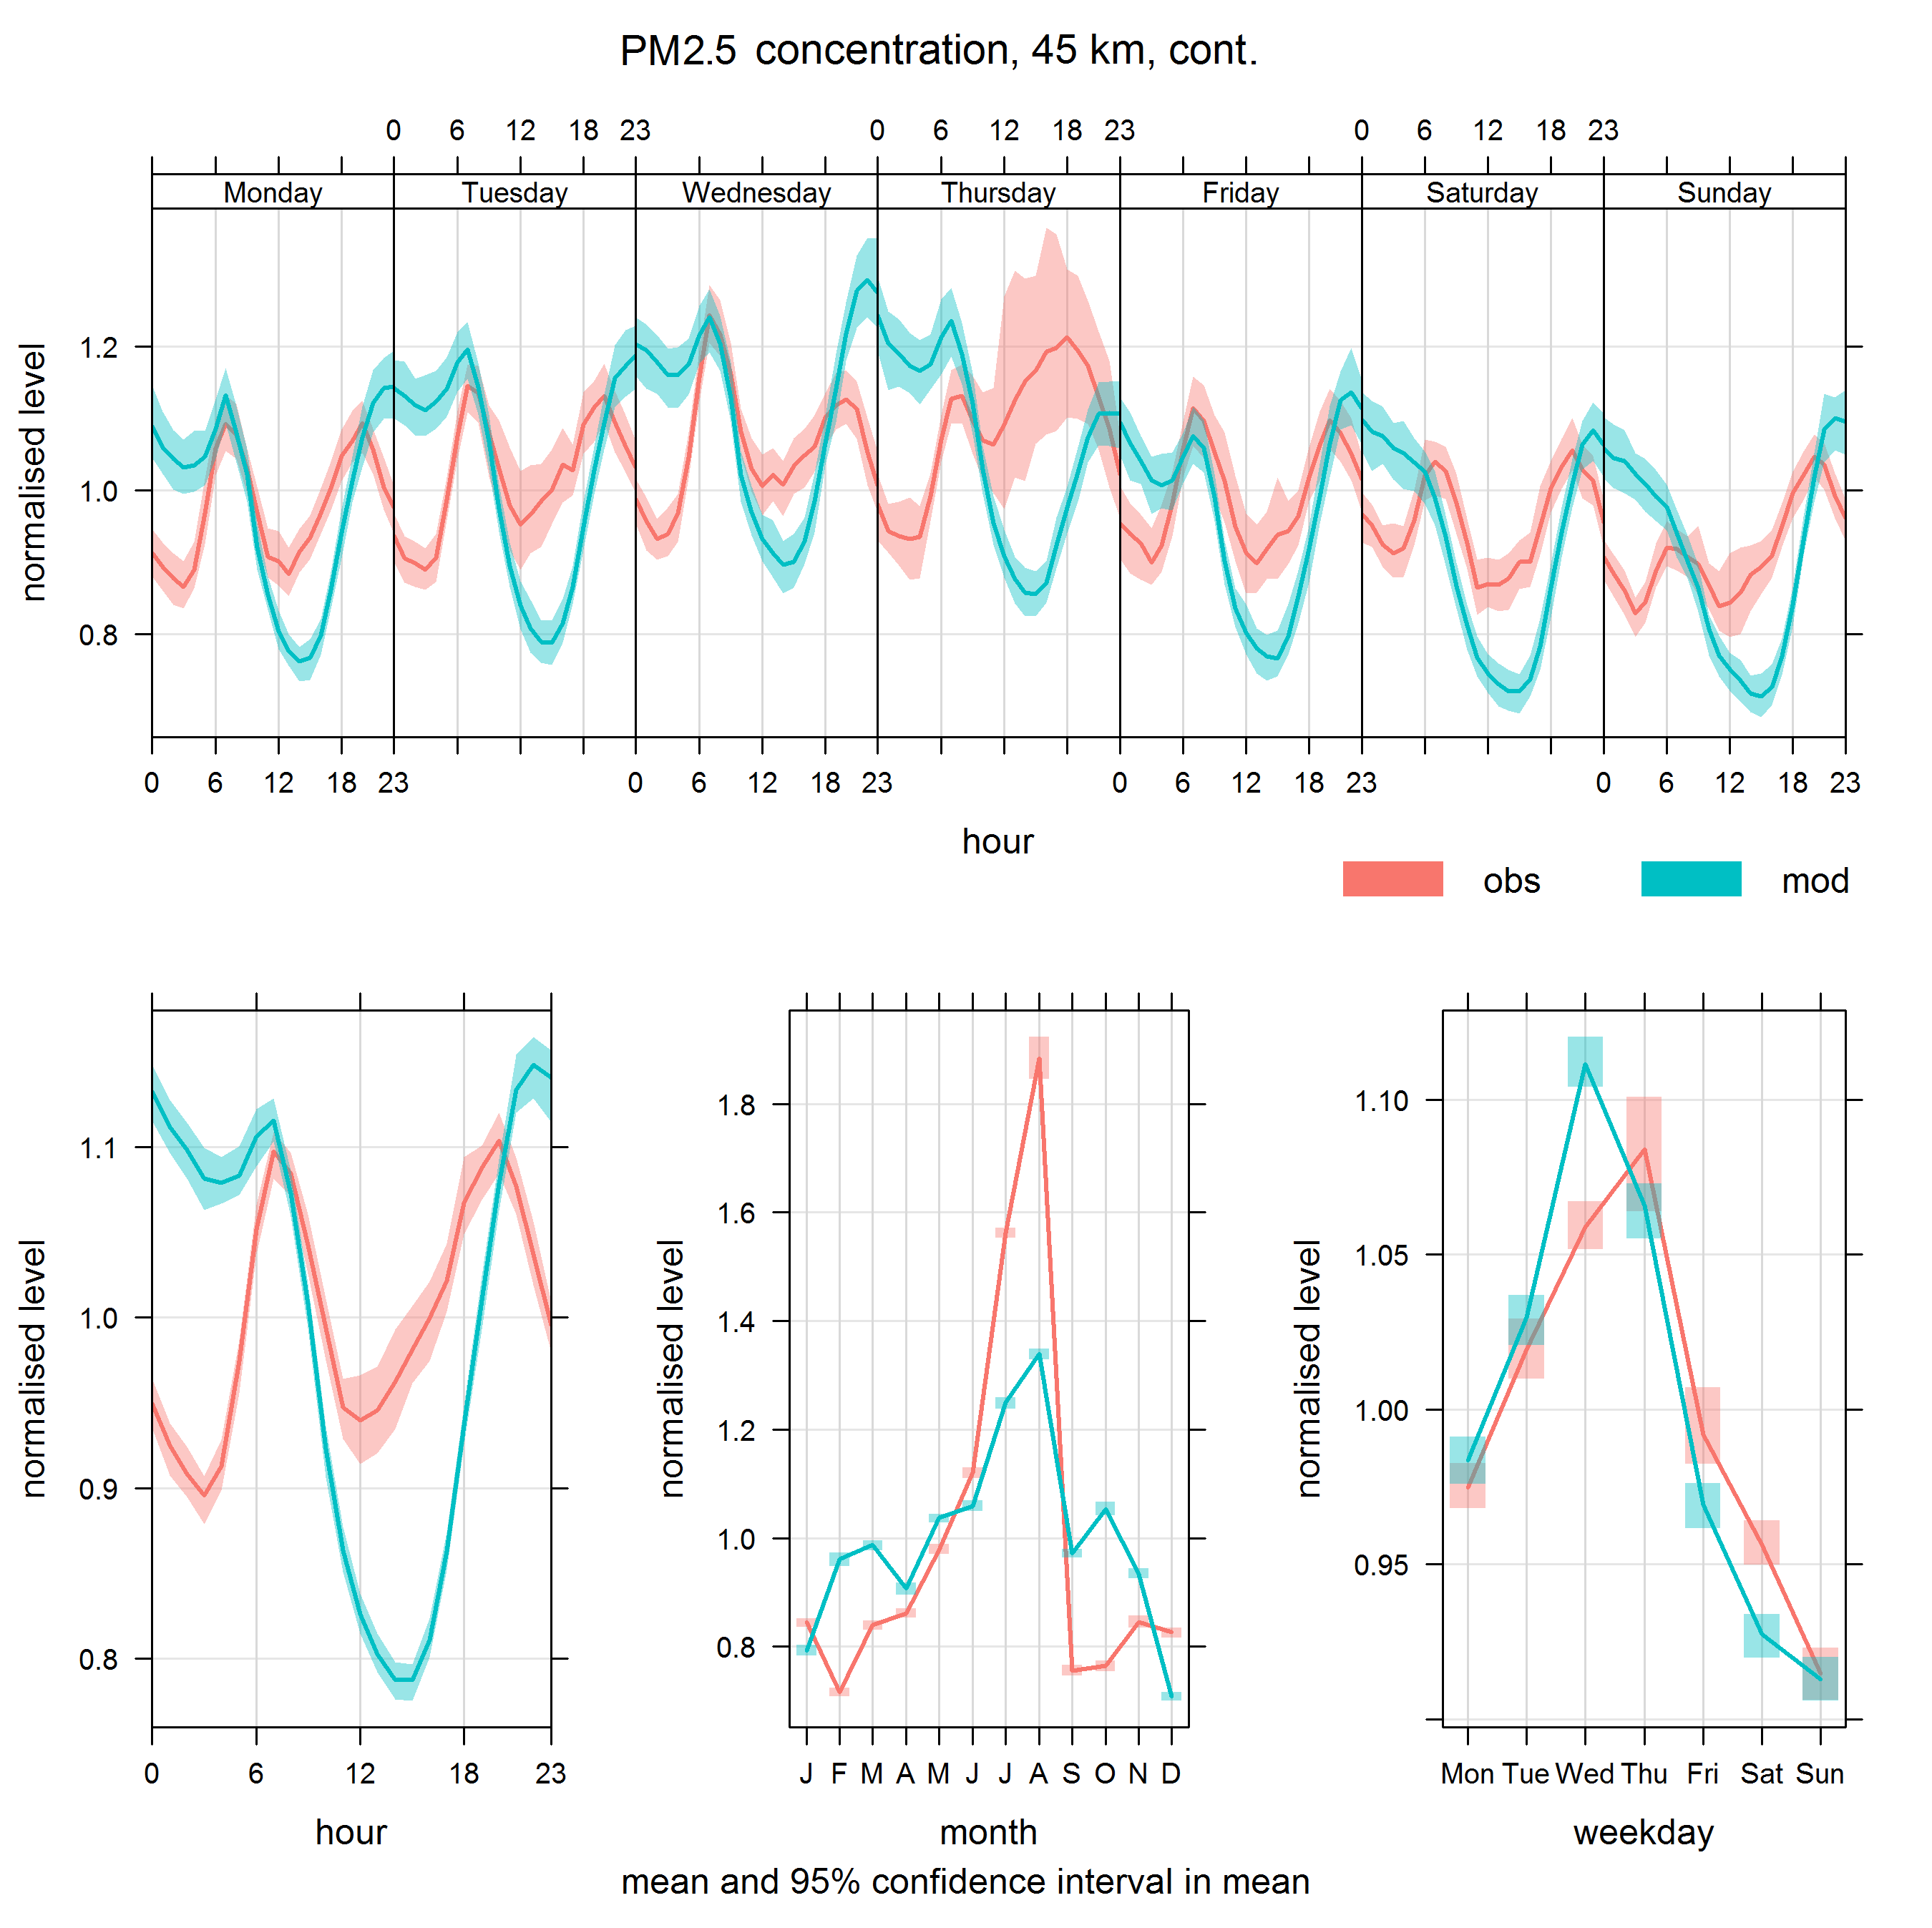 PM2.5 concentration, 45 km, cont.
0 6 12 18 23 0 6 12 18 23 0 6 12 18 23
Monday Tuesday Wednesday Thursday Friday Saturday Sunday
normalised level
1.2
1.0
0.8
0 6 12 18 23 0 6 12 18 23 0 6 12 18 23 0 6 12 18 23
hour
obs mod
normalised level
1.1
1.0
0.9
0.8
0 6 12 18 23
hour
normalised level
1.8
1.6
1.4
1.2
1.0
0.8
J F M A M J J A S O N D
month
normalised level
1.10
1.05
1.00
0.95
Mon Tue Wed Thu Fri Sat Sun
weekday
mean and 95% confidence interval in mean